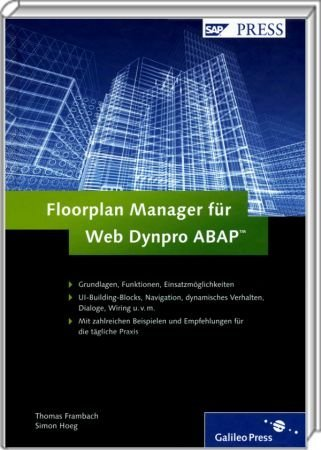 SAP PRESS
Floorplan Manager für
Web Dynpro ABAP™
Grundlagen, Funktionen, Einsatzmöglichkeiten
UI-Building-Blocks, Navigation, dynamisches Verhalten,
Dialoge, Wiring u. v. m.
Mit zahlreichen Beispielen und Empfehlungen für
die tägliche Praxis
Thomas Frambach
Simon Hoeg
Galileo Press